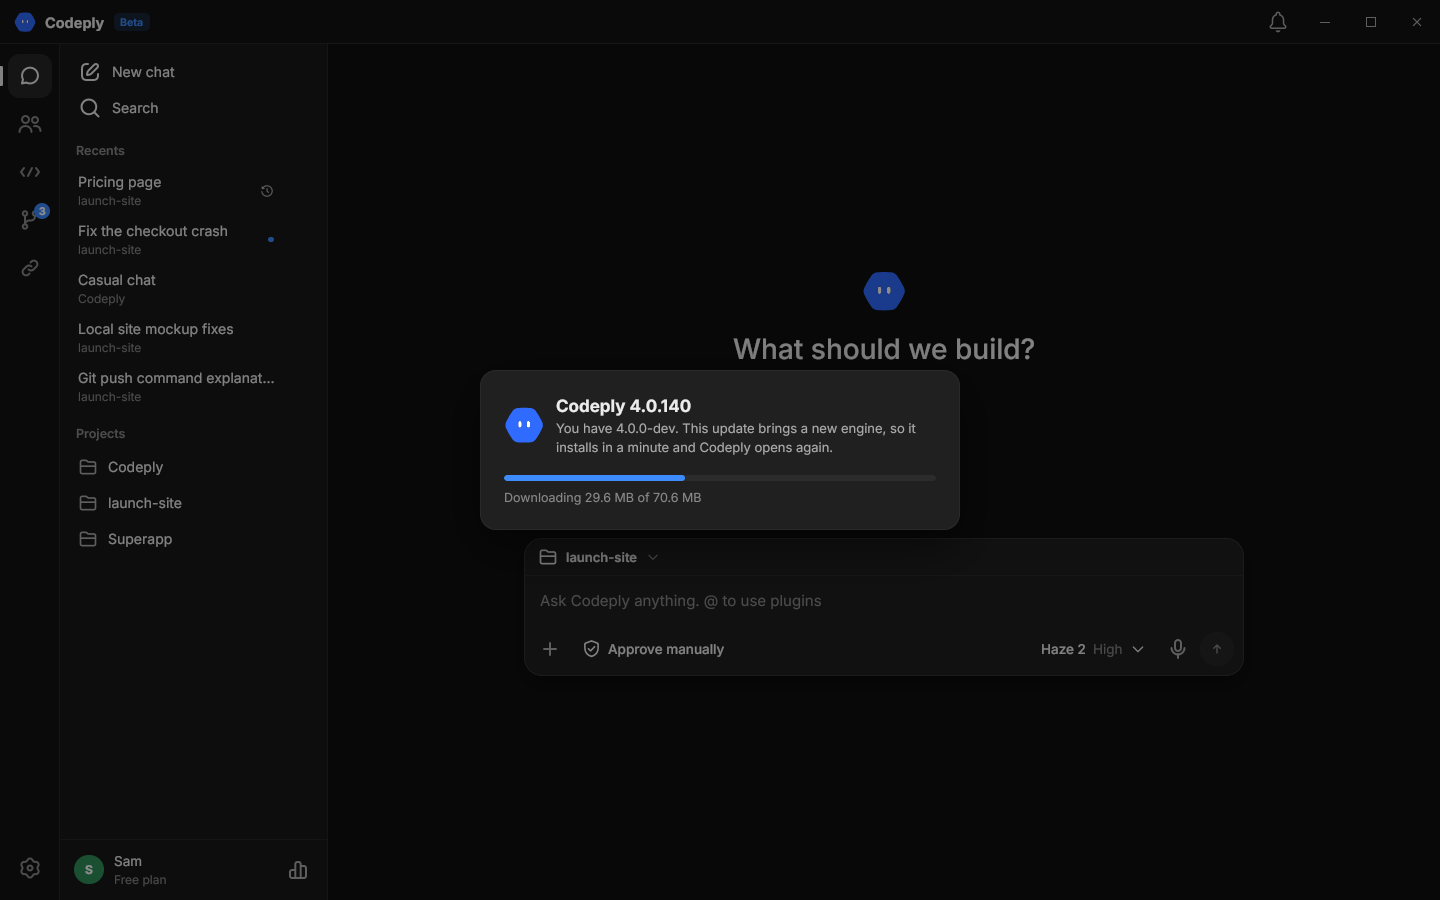 Codeply Beta
New chat
Search
Recents
Pricing page
launch-site
3
Fix the checkout crash
launch-site
Casual chat
Codeply
Local site mockup fixes
launch-site
What should we build?
Git push command explanat...
launch-site
Codeply 4.0.140
You have 4.0.0-dev. This update brings a new engine, so it
installs in a minute and Codeply opens again.
Downloading 29.6 MB of 70.6 MB
Projects
Codeply
launch-site
Superapp
launch-site
Ask Codeply anything. @ to use plugins
Approve manually
Haze 2 High
S
Sam
Free plan